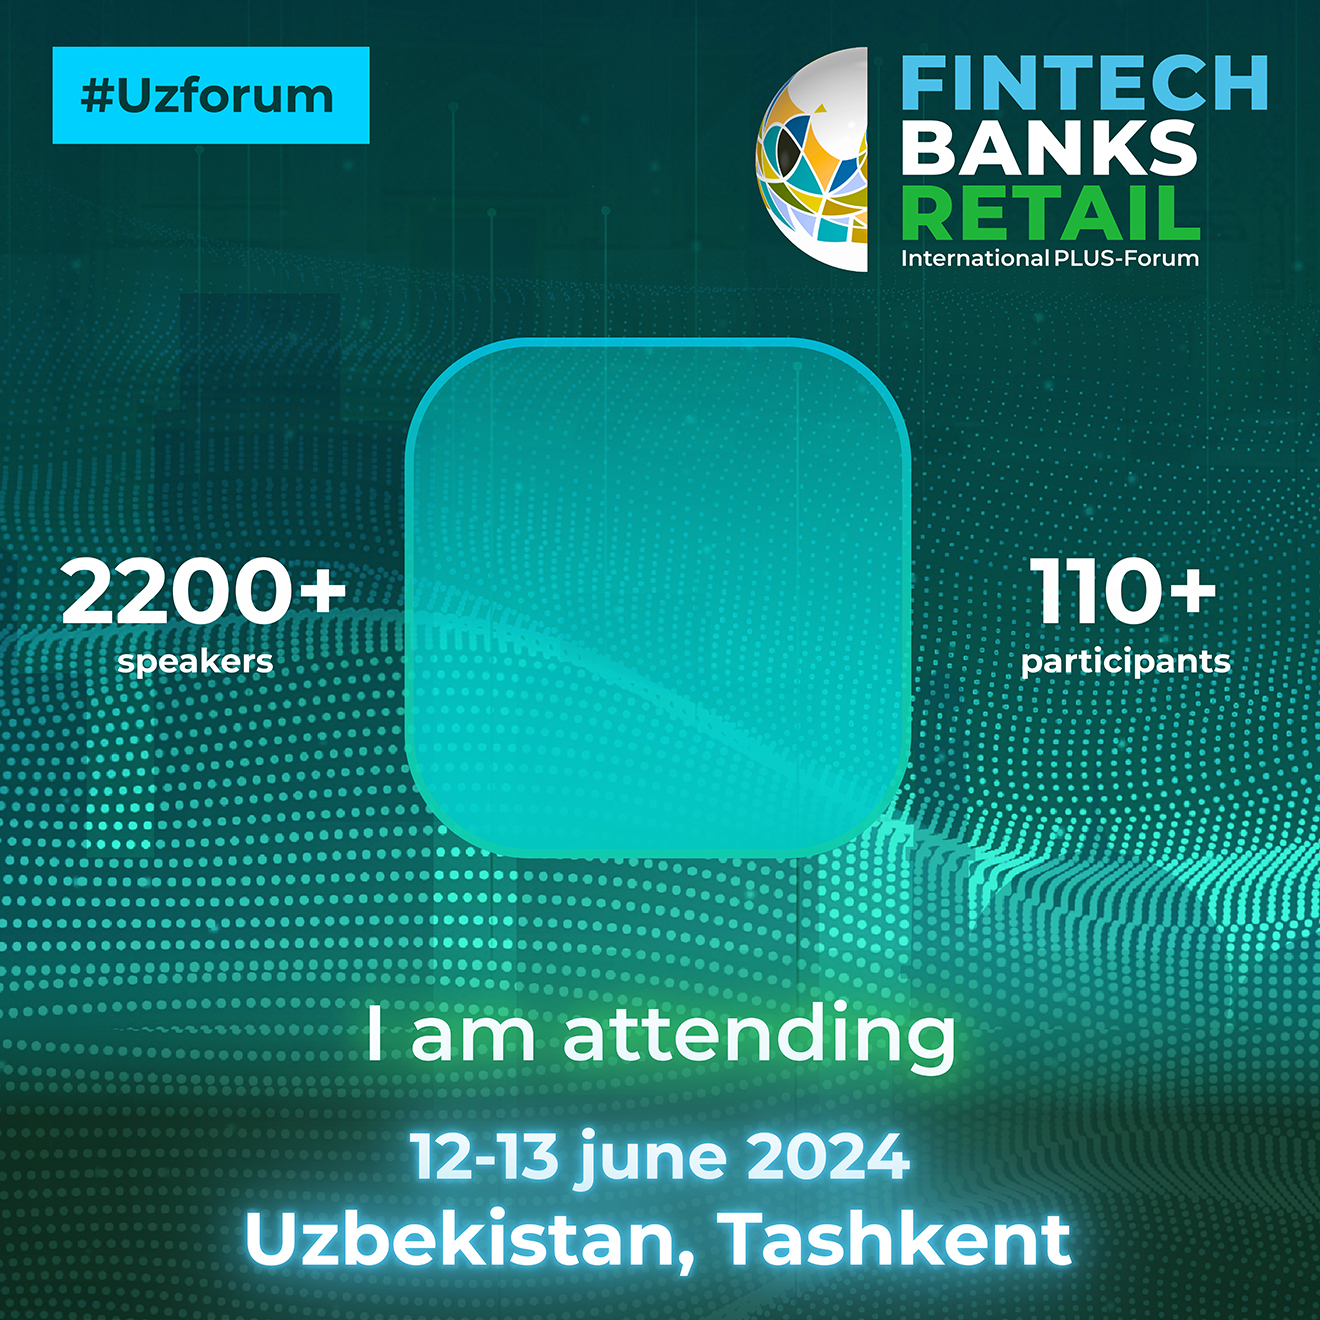 #Uzforum
FINTECH
BANKS
RETAIL
International PLUS-Forum
2200+
speakers
110+
participants
I am attending
12-13 june 2024
Uzbekistan, Tashkent